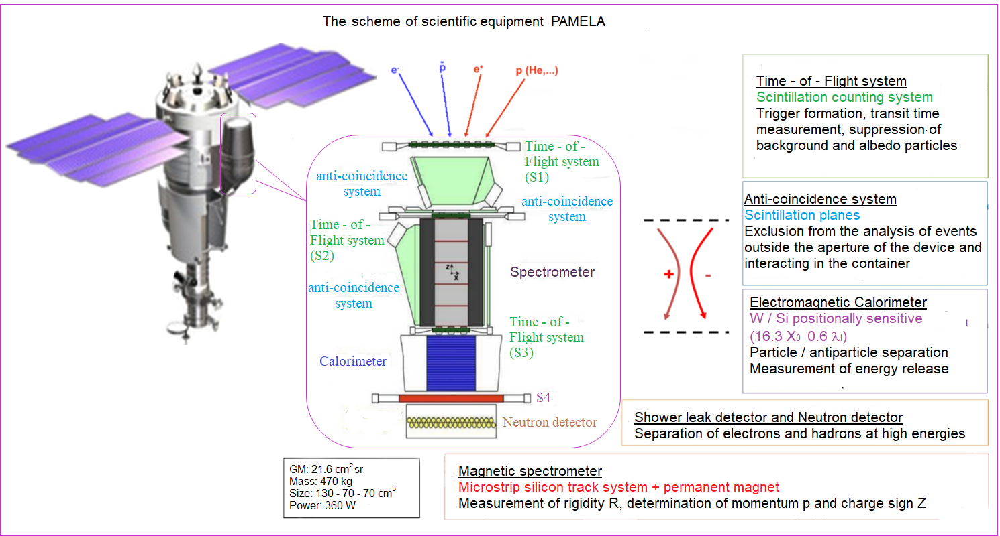 The scheme of scientific equipment PAMELA
e-
p̄
e+
p (He,...)
Time - of -
Flight system
(S1)
anti-coincidence
system
anti-coincidence
system
Time - of -
Flight system
(S2)
z
x
Spectrometer
anti-coincidence
system
Time - of -
Flight system
(S3)
Calorimeter
S4
Neutron detector
+
-
Time - of - Flight system
Scintillation counting system
Trigger formation, transit time
measurement, suppression of
background and albedo particles
Anti-coincidence system
Scintillation planes
Exclusion from the analysis of events
outside the aperture of the device and
interacting in the container
Electromagnetic Calorimeter
W / Si positionally sensitive
(16.3 X₀ 0.6 λI)
Particle / antiparticle separation
Measurement of energy release
Shower leak detector and Neutron detector
Separation of electrons and hadrons at high energies
GM: 21.6 cm² sr
Mass: 470 kg
Size: 130 - 70 - 70 cm³
Power: 360 W
Magnetic spectrometer
Microstrip silicon track system + permanent magnet
Measurement of rigidity R, determination of momentum p and charge sign Z